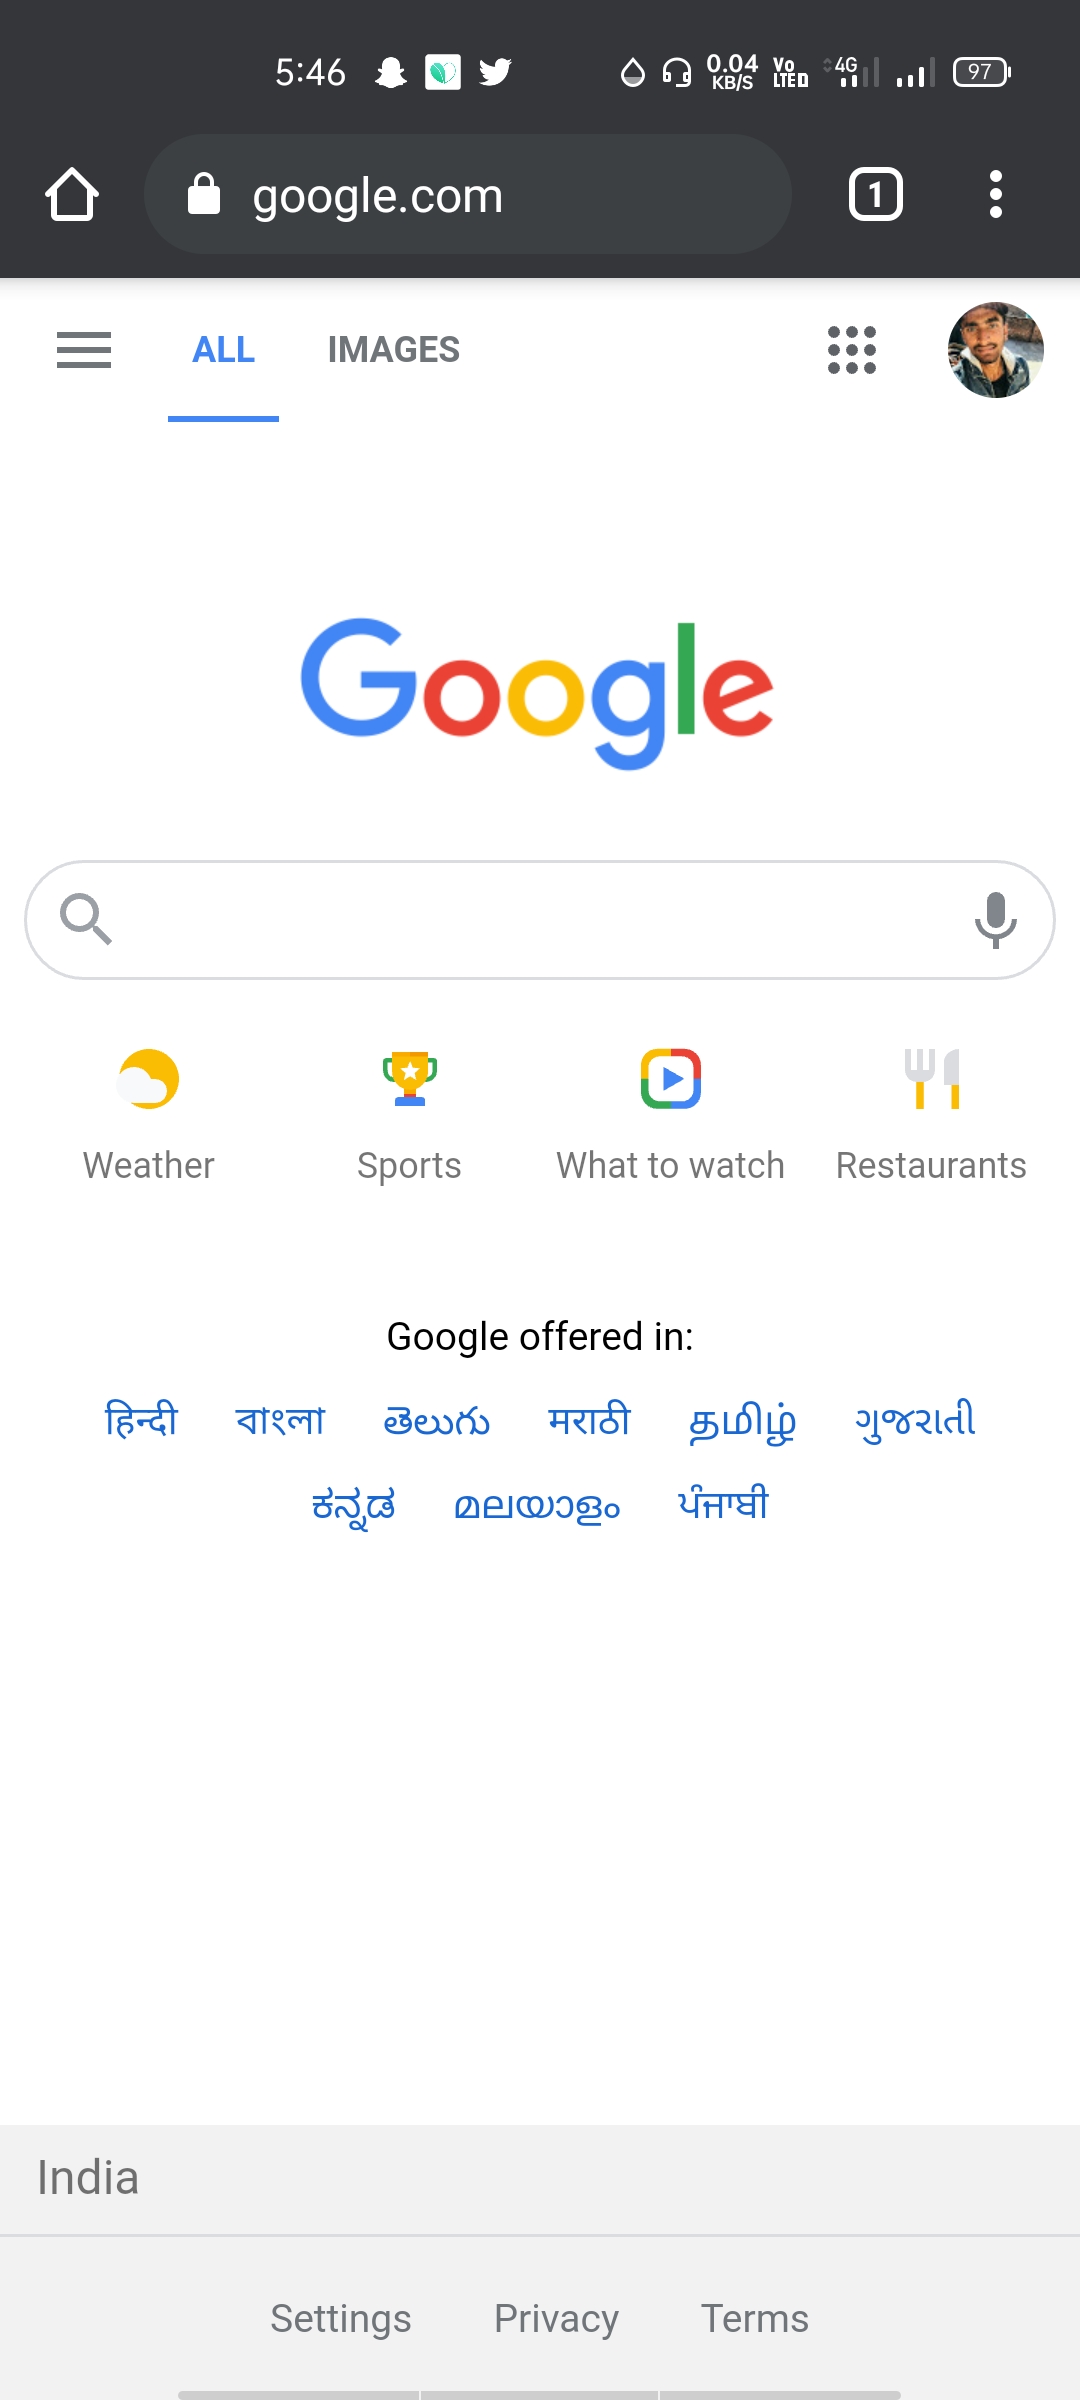 5:46 0.04 KB/S Vo LTE 4G 97
google.com 1
ALL IMAGES
Google
Weather Sports What to watch Restaurants
Google offered in:
हिन्दी বাংলা తెలుగు मराठी தமிழ் ગુજરાતી
ಕನ್ನಡ മലയാളം ਪੰਜਾਬੀ
India
Settings Privacy Terms